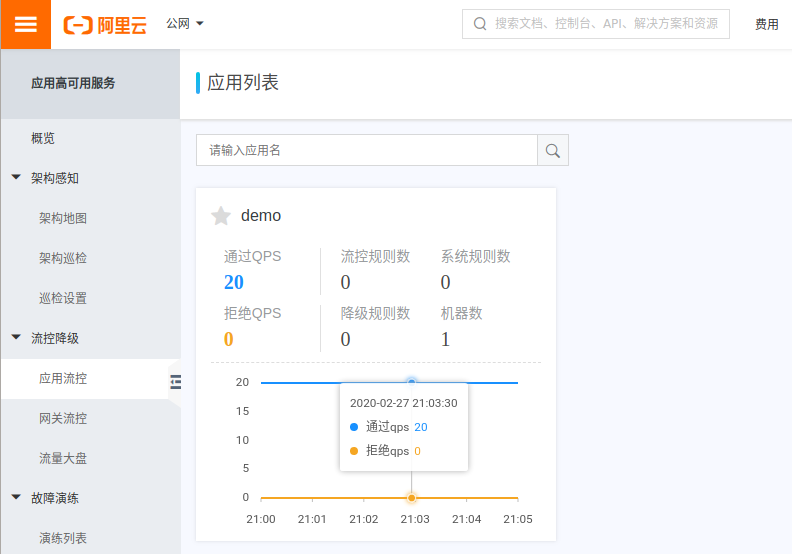 阿里云 公网 搜索文档、控制台、API、解决方案和资源 费用
应用高可用服务
概览
架构感知
架构地图
架构巡检
巡检设置
流控降级
应用流控
网关流控
流量大盘
故障演练
演练列表
应用列表
请输入应用名
demo
通过QPS 流控规则数 系统规则数
20 0 0
拒绝QPS 降级规则数 机器数
0 0 1
20
15
10
5
0
2020-02-27 21:03:30
通过qps 20
拒绝qps 0
21:00 21:01 21:02 21:03 21:04 21:05